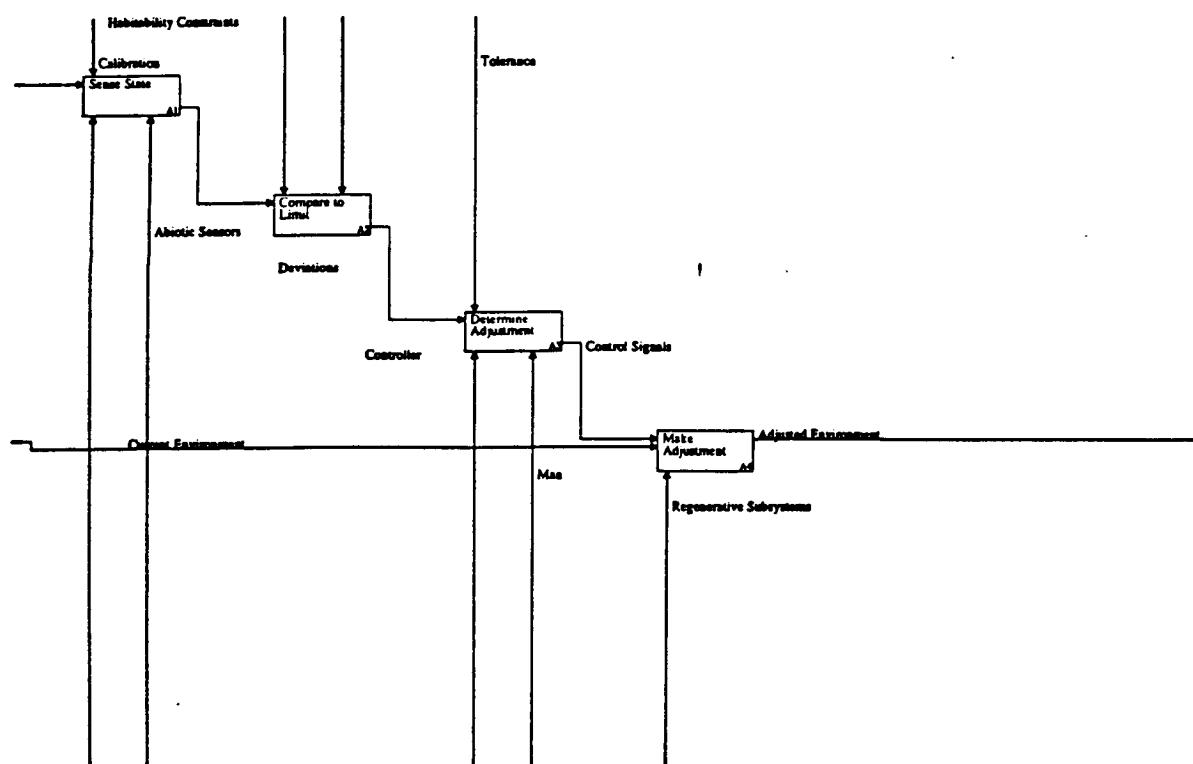 Habitability Constraints
Calibration
Tolerance
Sense State
A1
Compare to
Limit
A2
Abiotic Sensors
Deviations
Determine
Adjustment
A3
Controller
Control Signals
Current Environment
Make
Adjustment
A4
Adjusted Environment
Man
Regenerative Subsystems